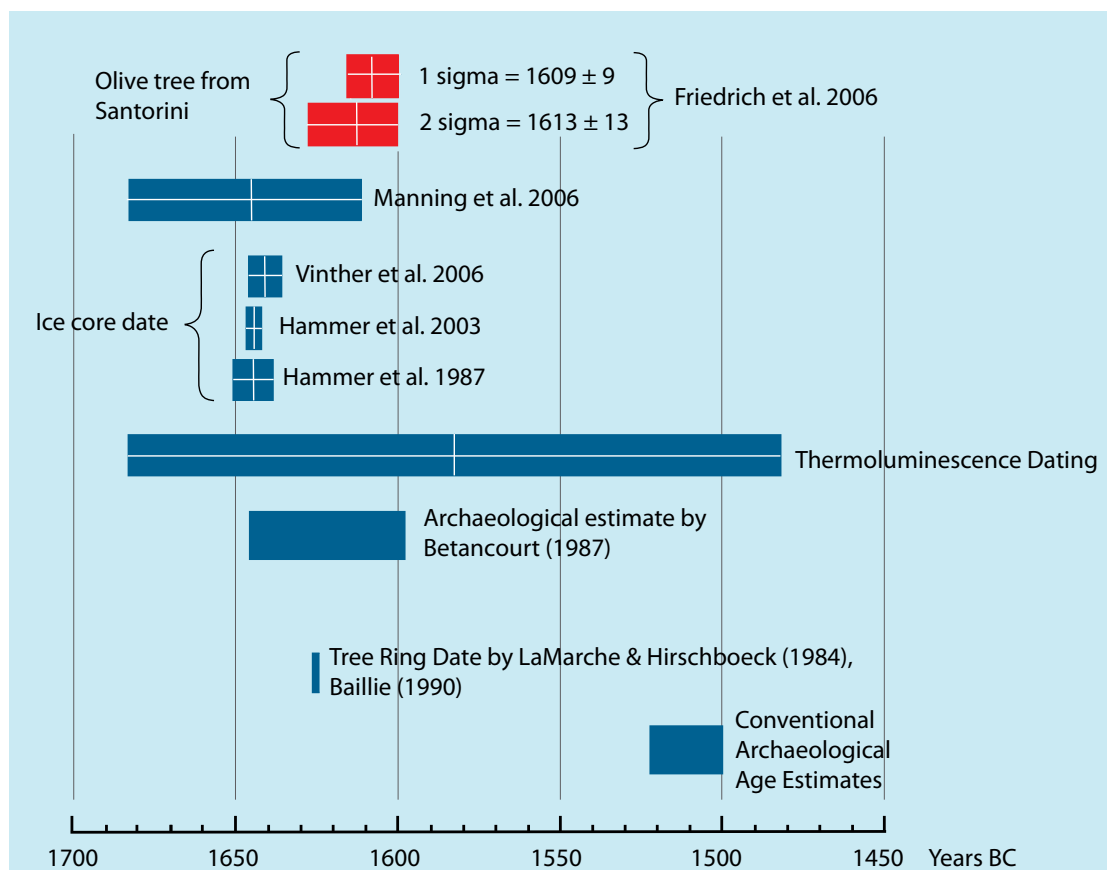 Olive tree from
Santorini
1 sigma = 1609 ± 9
2 sigma = 1613 ± 13
Friedrich et al. 2006
Manning et al. 2006
Ice core date
Vinther et al. 2006
Hammer et al. 2003
Hammer et al. 1987
Thermoluminescence Dating
Archaeological estimate by
Betancourt (1987)
Tree Ring Date by LaMarche & Hirschboeck (1984),
Baillie (1990)
Conventional
Archaeological
Age Estimates
1700 1650 1600 1550 1500 1450 Years BC